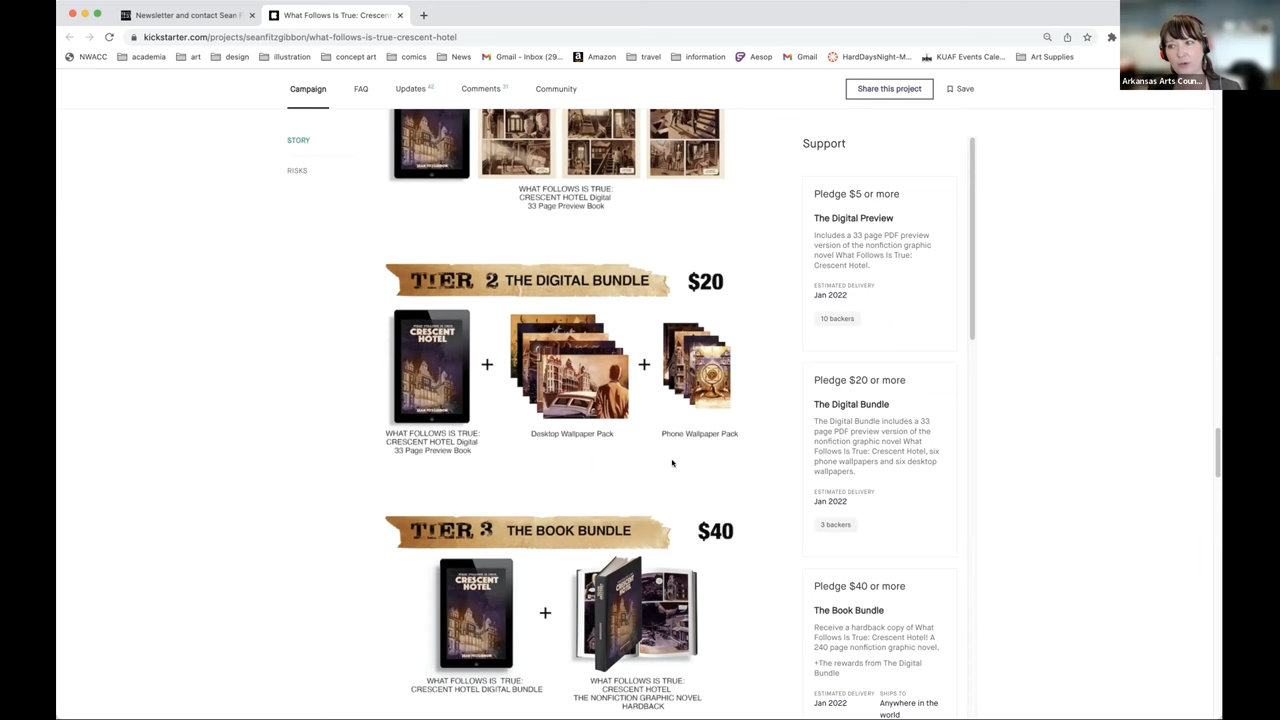 Newsletter and contact Sean F
What Follows Is True: Crescent
kickstarter.com/projects/seanfitzgibbon/what-follows-is-true-crescent-hotel
NWACC
academia
art
design
illustration
concept art
comics
News
Gmail - Inbox (29...
Amazon
travel
information
Aesop
Gmail
HardDaysNight-M...
KUAF Events Cale...
Art Supplies
Arkansas Arts Coun...
Campaign
FAQ
Updates 42
Comments 31
Community
Share this project
Save
STORY
RISKS
WHAT FOLLOWS IS TRUE:
CRESCENT HOTEL Digital
33 Page Preview Book
TIER 2 THE DIGITAL BUNDLE $20
CRESCENT
HOTEL
WHAT FOLLOWS IS TRUE:
CRESCENT HOTEL Digital
33 Page Preview Book
+
Desktop Wallpaper Pack
+
Phone Wallpaper Pack
TIER 3 THE BOOK BUNDLE $40
CRESCENT
HOTEL
WHAT FOLLOWS IS TRUE:
CRESCENT HOTEL DIGITAL BUNDLE
+
WHAT FOLLOWS IS TRUE:
CRESCENT HOTEL
THE NONFICTION GRAPHIC NOVEL
HARDBACK
Support
Pledge $5 or more
The Digital Preview
Includes a 33 page PDF preview
version of the nonfiction graphic
novel What Follows Is True:
Crescent Hotel.
ESTIMATED DELIVERY
Jan 2022
10 backers
Pledge $20 or more
The Digital Bundle
The Digital Bundle includes a 33
page PDF preview version of the
nonfiction graphic novel What
Follows Is True: Crescent Hotel, six
phone wallpapers and six desktop
wallpapers.
ESTIMATED DELIVERY
Jan 2022
3 backers
Pledge $40 or more
The Book Bundle
Receive a hardback copy of What
Follows Is True: Crescent Hotel! A
240 page nonfiction graphic novel.
+The rewards from The Digital
Bundle
ESTIMATED DELIVERY SHIPS TO
Jan 2022 Anywhere in the
world